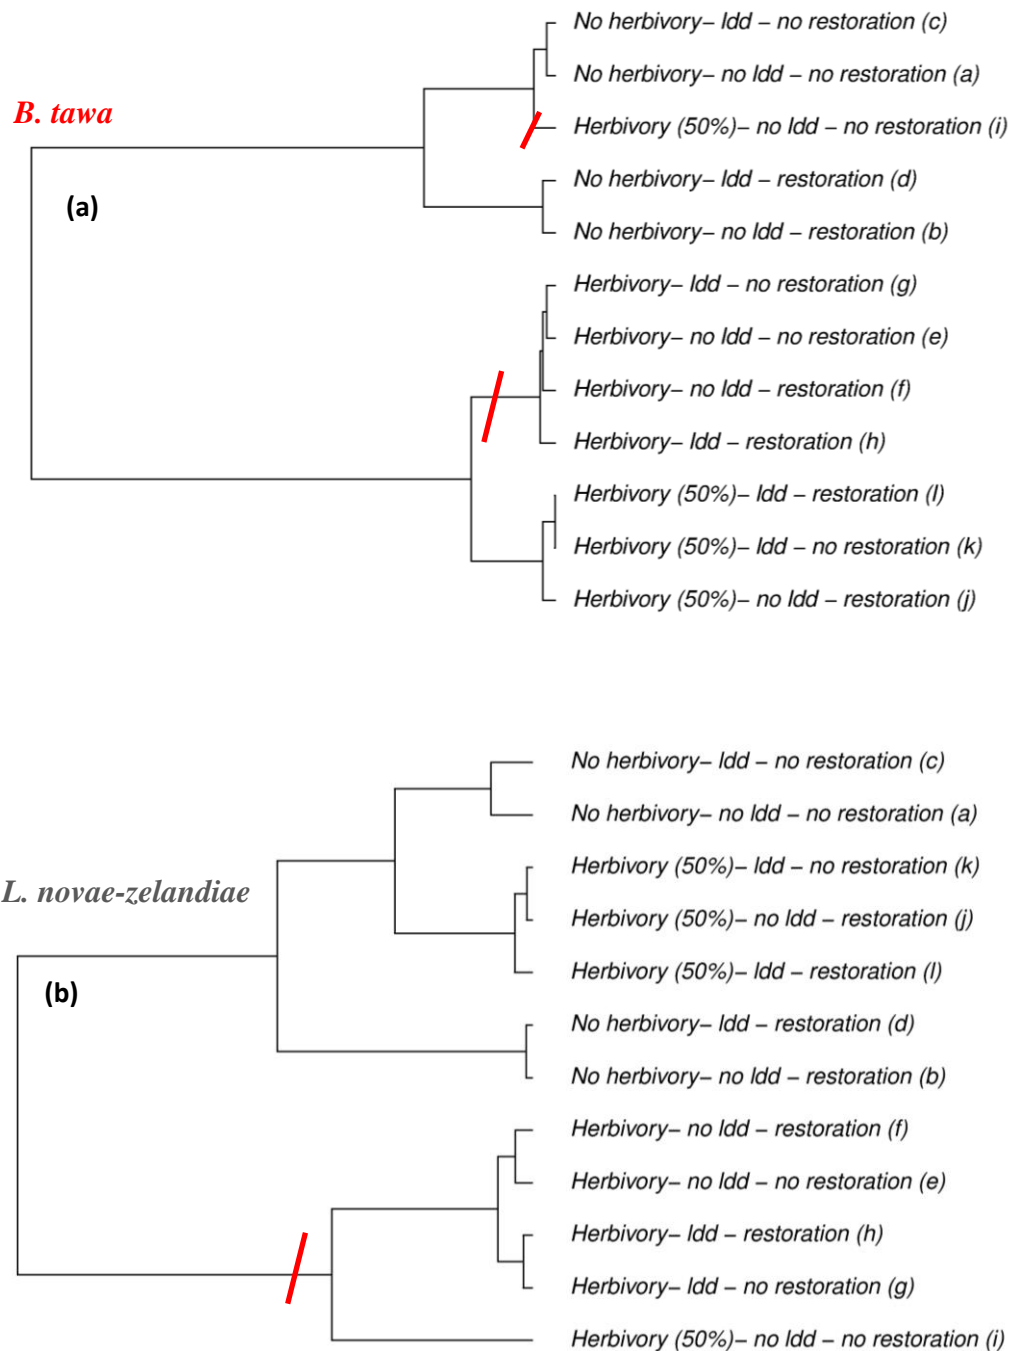 No herbivory– ldd – no restoration (c)
No herbivory– no ldd – no restoration (a)
B. tawa
Herbivory (50%)– no ldd – no restoration (i)
No herbivory– ldd – restoration (d)
(a)
No herbivory– no ldd – restoration (b)
Herbivory– ldd – no restoration (g)
Herbivory– no ldd – no restoration (e)
Herbivory– no ldd – restoration (f)
Herbivory– ldd – restoration (h)
Herbivory (50%)– ldd – restoration (l)
Herbivory (50%)– ldd – no restoration (k)
Herbivory (50%)– no ldd – restoration (j)
No herbivory– ldd – no restoration (c)
No herbivory– no ldd – no restoration (a)
Herbivory (50%)– ldd – no restoration (k)
L. novae-zelandiae
Herbivory (50%)– no ldd – restoration (j)
Herbivory (50%)– ldd – restoration (l)
(b)
No herbivory– ldd – restoration (d)
No herbivory– no ldd – restoration (b)
Herbivory– no ldd – restoration (f)
Herbivory– no ldd – no restoration (e)
Herbivory– ldd – restoration (h)
Herbivory– ldd – no restoration (g)
Herbivory (50%)– no ldd – no restoration (i)